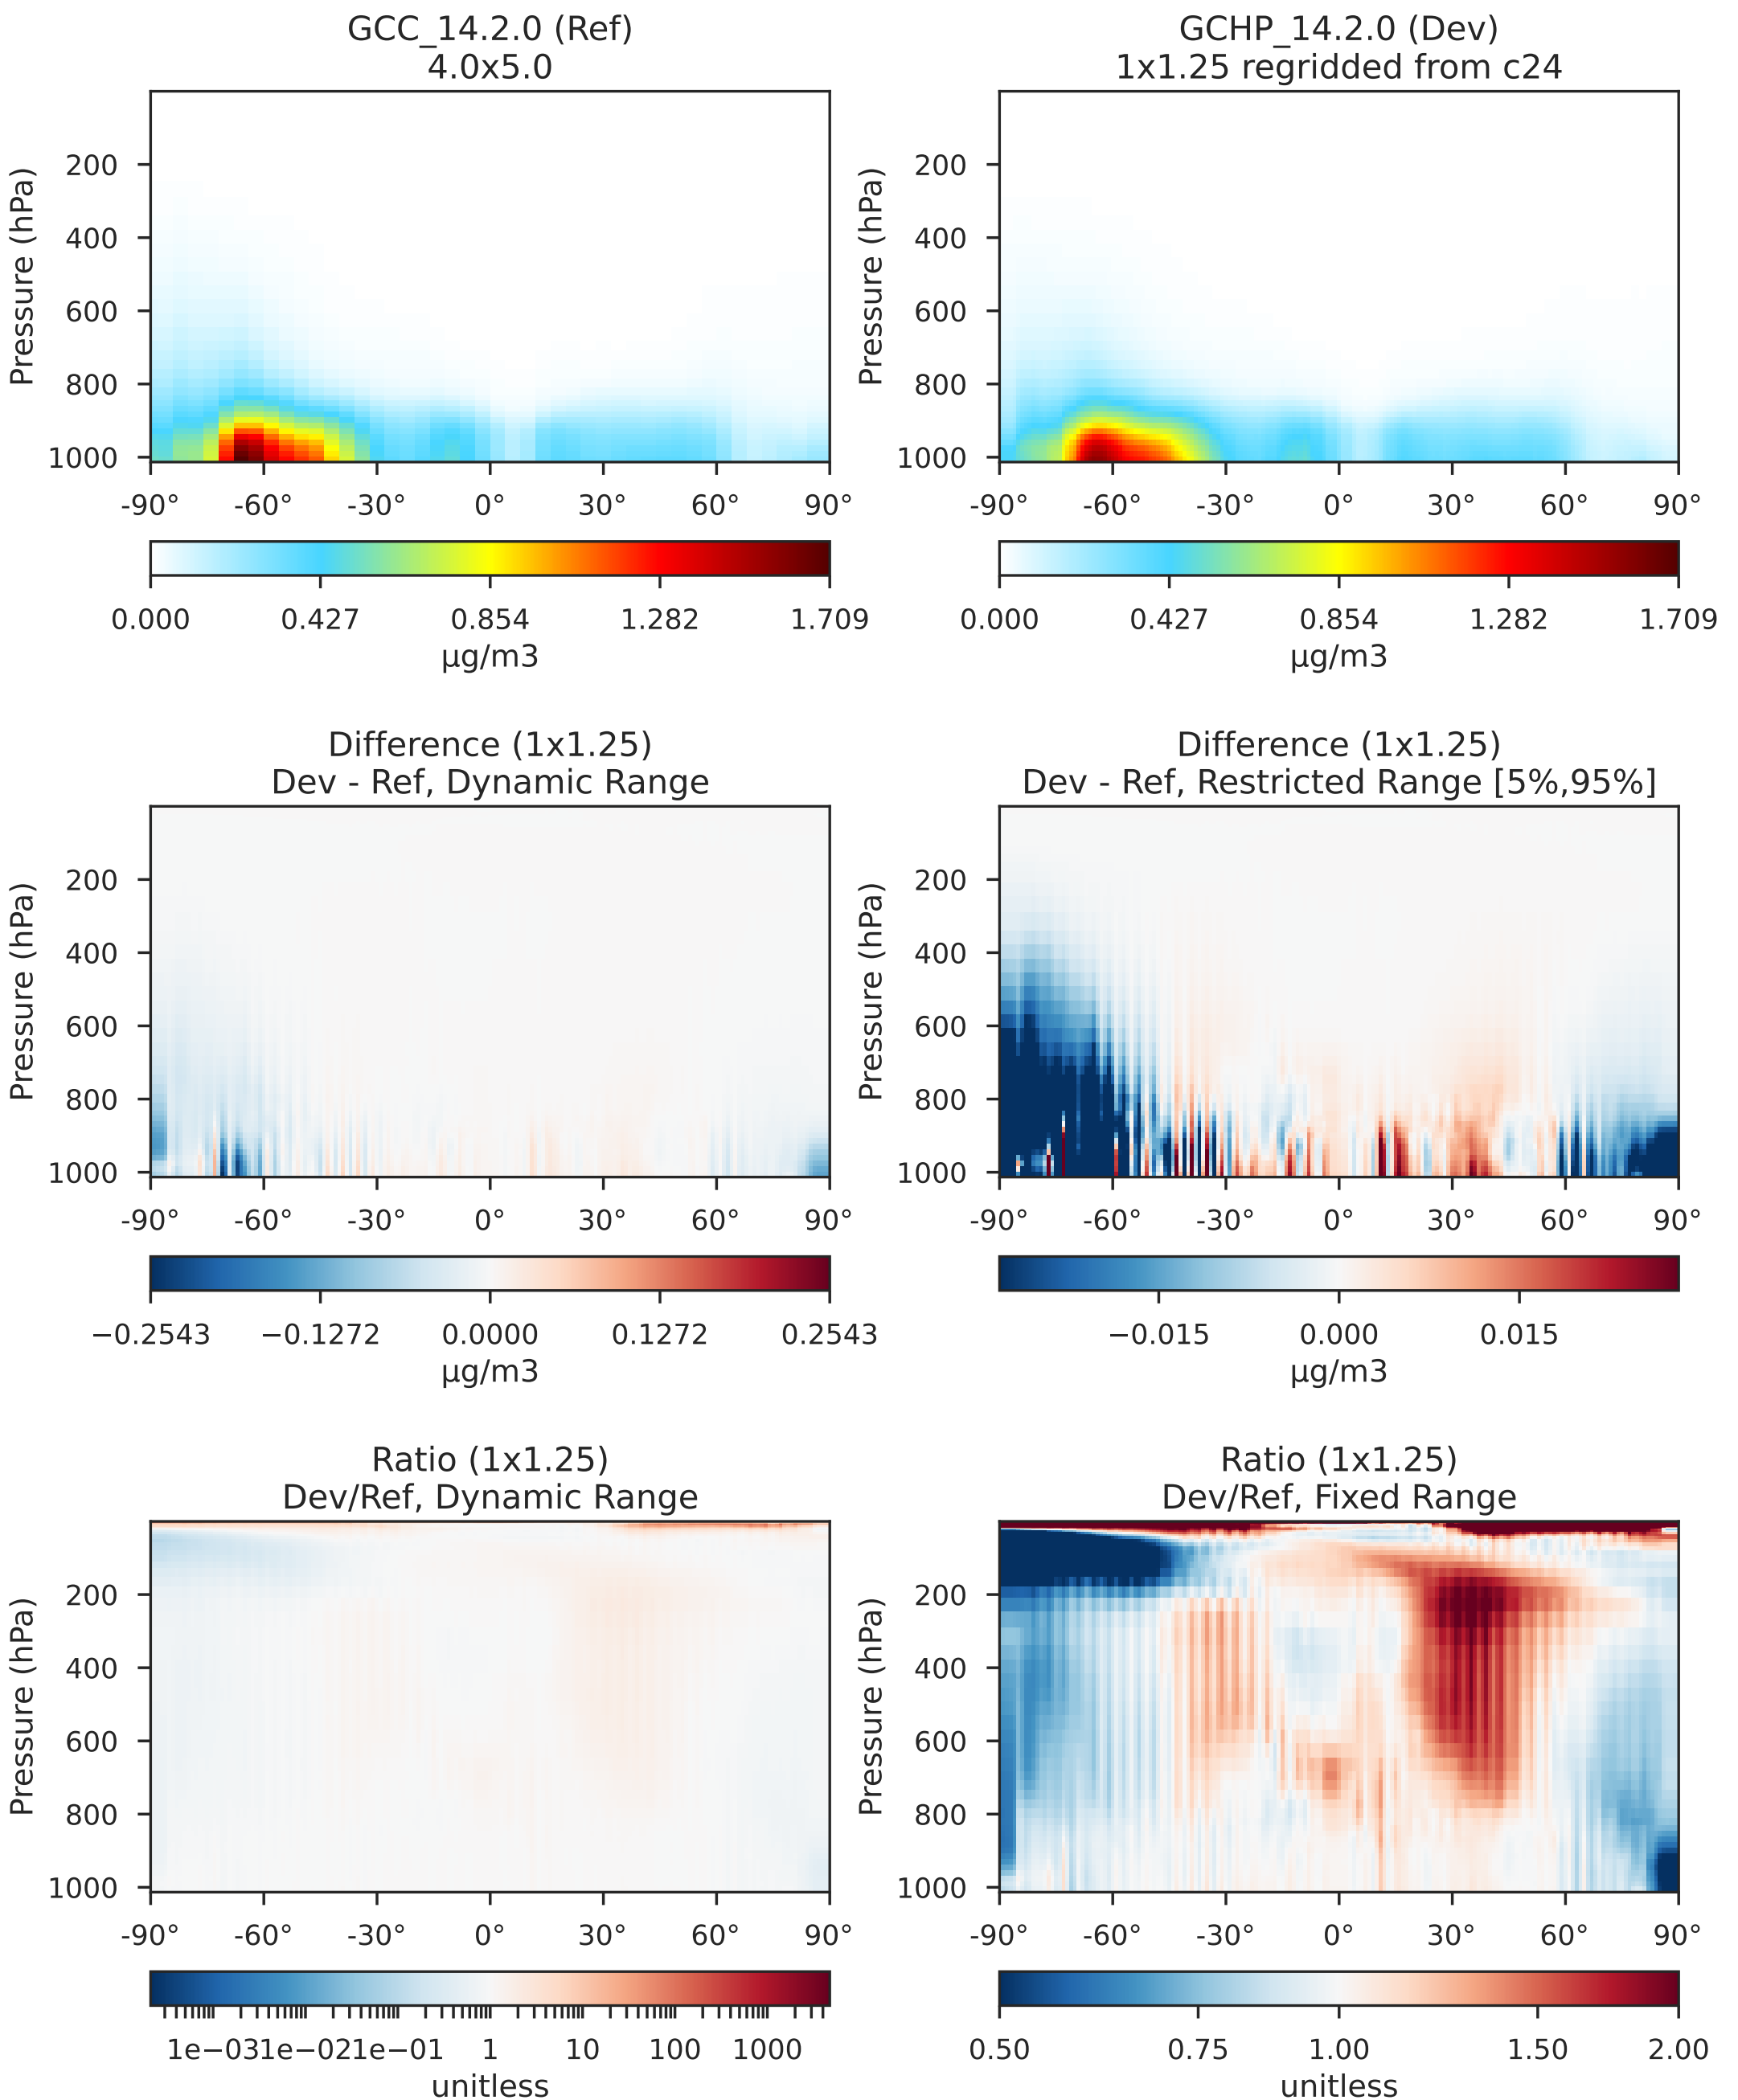 GCC_14.2.0 (Ref)
4.0x5.0
Pressure (hPa)
200
400
600
800
1000
-90° -60° -30° 0° 30° 60° 90°
0.000 0.427 0.854 1.282 1.709
µg/m3
GCHP_14.2.0 (Dev)
1x1.25 regridded from c24
Pressure (hPa)
200
400
600
800
1000
-90° -60° -30° 0° 30° 60° 90°
0.000 0.427 0.854 1.282 1.709
µg/m3
Difference (1x1.25)
Dev - Ref, Dynamic Range
Pressure (hPa)
200
400
600
800
1000
-90° -60° -30° 0° 30° 60° 90°
−0.2543 −0.1272 0.0000 0.1272 0.2543
µg/m3
Difference (1x1.25)
Dev - Ref, Restricted Range [5%,95%]
Pressure (hPa)
200
400
600
800
1000
-90° -60° -30° 0° 30° 60° 90°
−0.015 0.000 0.015
µg/m3
Ratio (1x1.25)
Dev/Ref, Dynamic Range
Pressure (hPa)
200
400
600
800
1000
-90° -60° -30° 0° 30° 60° 90°
1e−03 1e−02 1e−01 1 10 100 1000
unitless
Ratio (1x1.25)
Dev/Ref, Fixed Range
Pressure (hPa)
200
400
600
800
1000
-90° -60° -30° 0° 30° 60° 90°
0.50 0.75 1.00 1.50 2.00
unitless